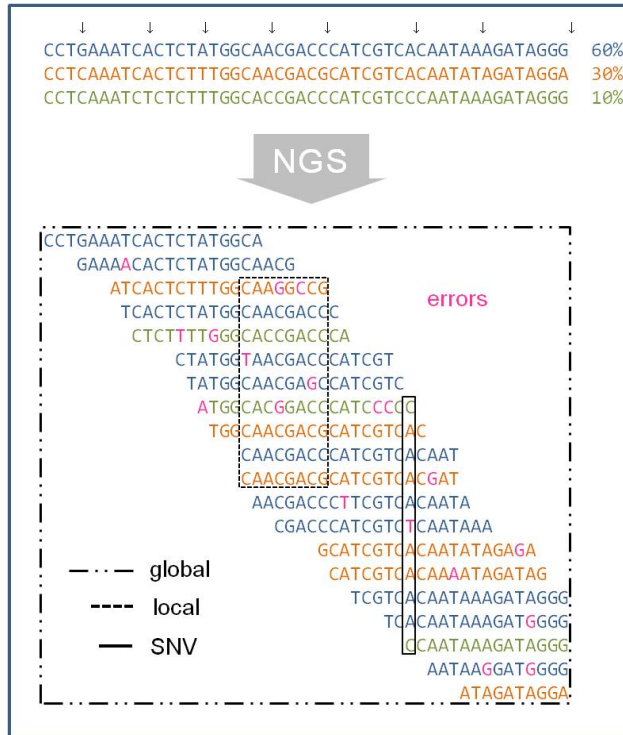 CCTGAAATCACTCTATGGCAACGACCCATCGTCACAATAAAGATAGGG 60%
CCTCAAATCACTCTTTGGCAACGACGCATCGTCACAATATAGATAGGA 30%
CCTCAAATCTCTCTTTGGCACCGACCCATCGTCCCAATAAAGATAGGG 10%
NGS
CCTGAAATCACTCTATGGCA
GAAAACACTCTATGGCAACG
ATCACTCTTTGGCAAGGCCG
errors
TCACTCTATGGCAACGACCC
CTCTTTTGGGCACCGACCCA
CTATGGTAACGACCCATCGT
TATGGCAACGAGCCATCGTC
ATGGCACGGACCCATCCCCC
TGGCAACGACGCATCGTCAC
CAACGACCCATCGTCACAAT
CAACGACGCATCGTCACGAT
AACGACCCTTCGTCACAATA
CGACCCATCGTCTCAATAAA
GCATCGTCACAATATAGAGA
CATCGTCACAAAATAGATAG
global
TCGTCACAATAAAGATAGGG
local
TCACAATAAAGATGGGG
SNV
CCAATAAAGATAGGG
AATAAGGATGGGG
ATAGATAGGA